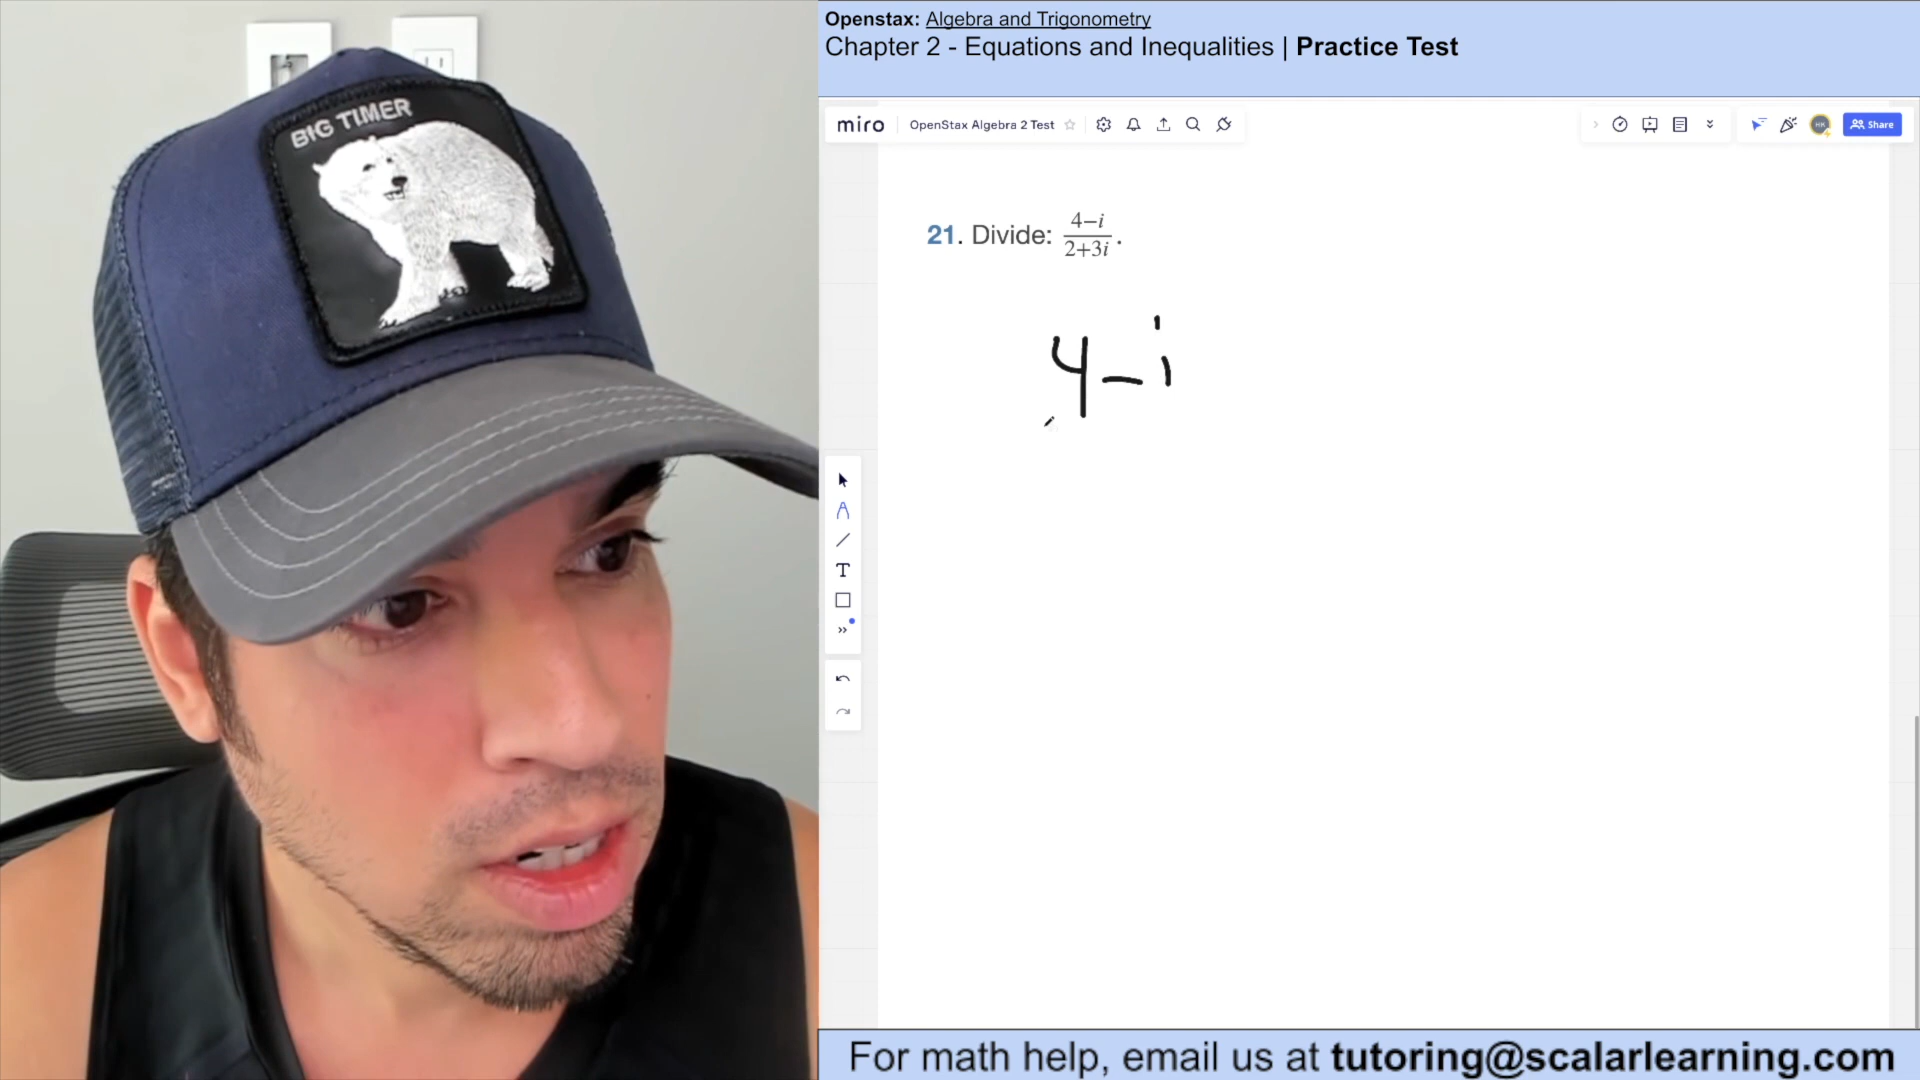 BIG TIMER
Openstax: Algebra and Trigonometry
Chapter 2 - Equations and Inequalities | Practice Test
miro OpenStax Algebra 2 Test Share
21. Divide: 4−i / 2+3i .
4 - i
For math help, email us at tutoring@scalarlearning.com